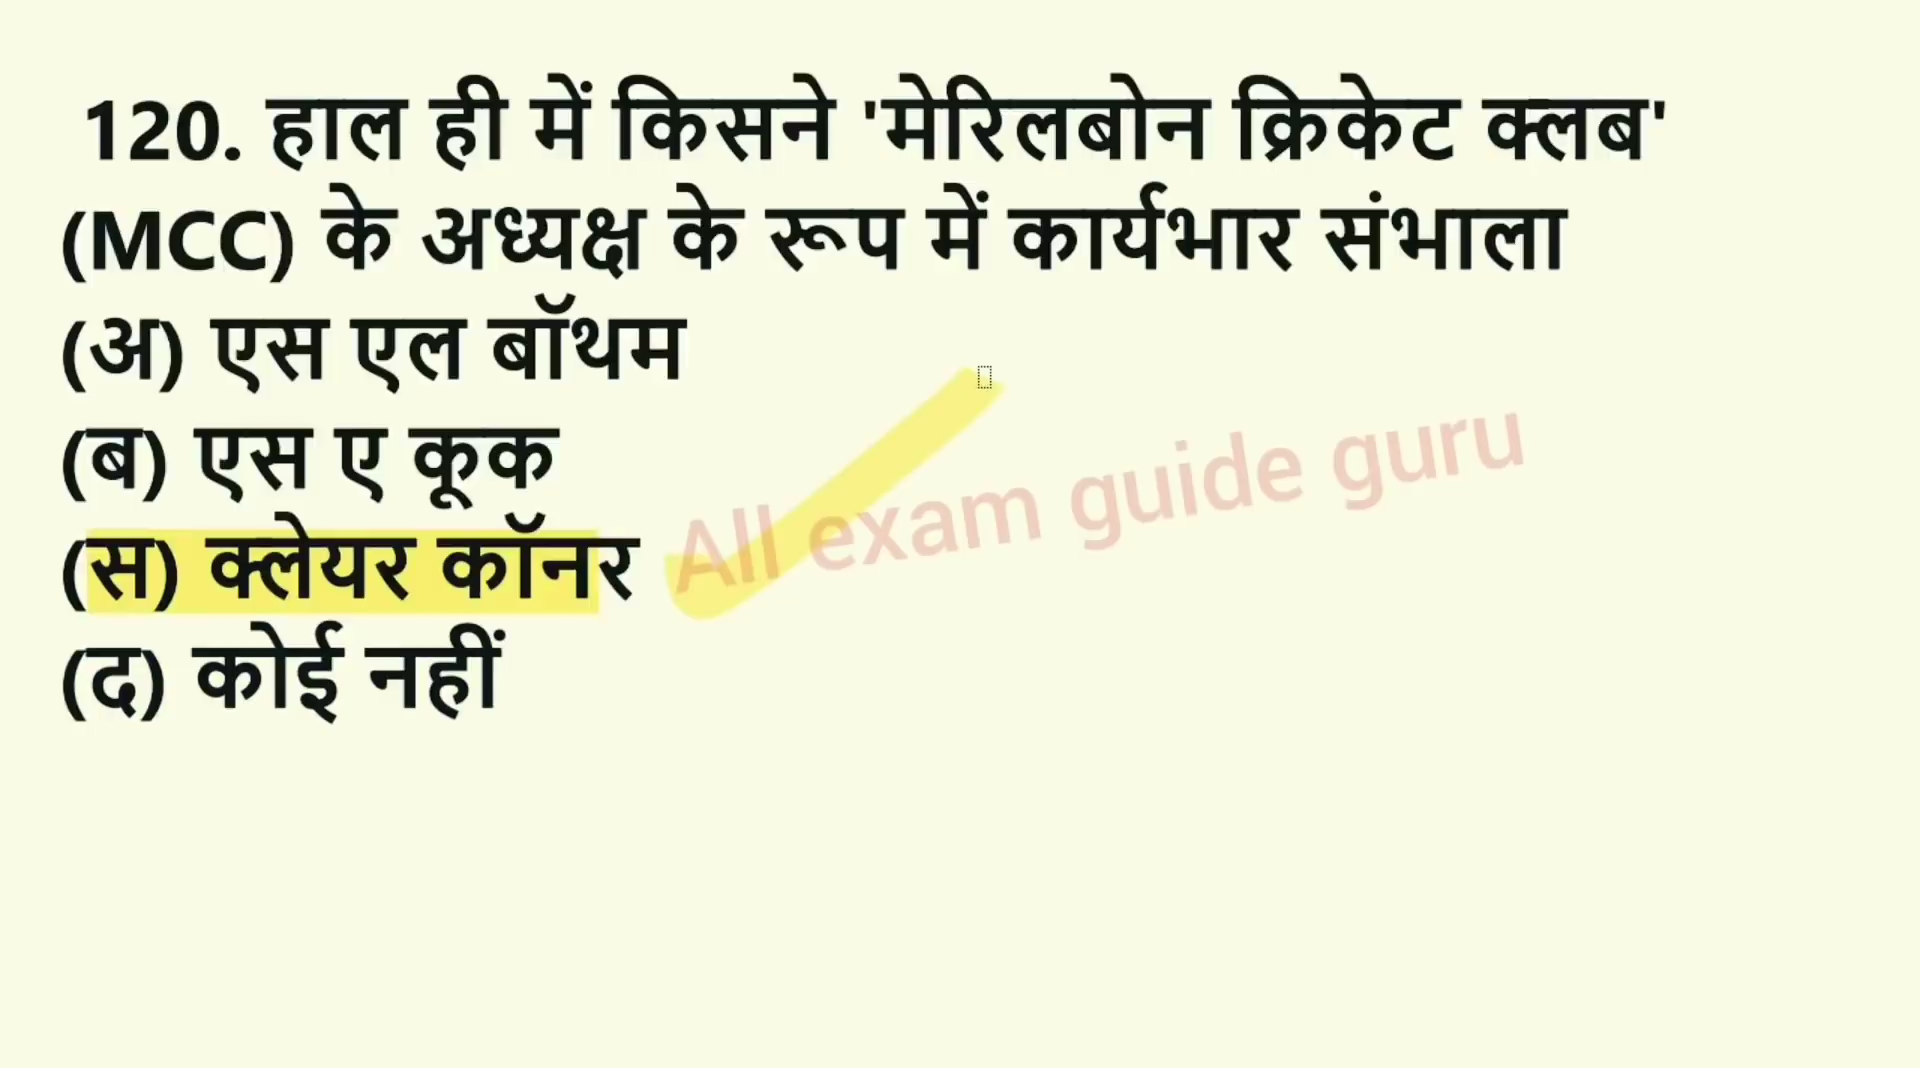 120. हाल ही में किसने 'मेरिलबोन क्रिकेट क्लब'
(MCC) के अध्यक्ष के रूप में कार्यभार संभाला
(अ) एस एल बॉथम
(ब) एस ए कूक
(स) क्लेयर कॉनर
(द) कोई नहीं
All exam guide guru